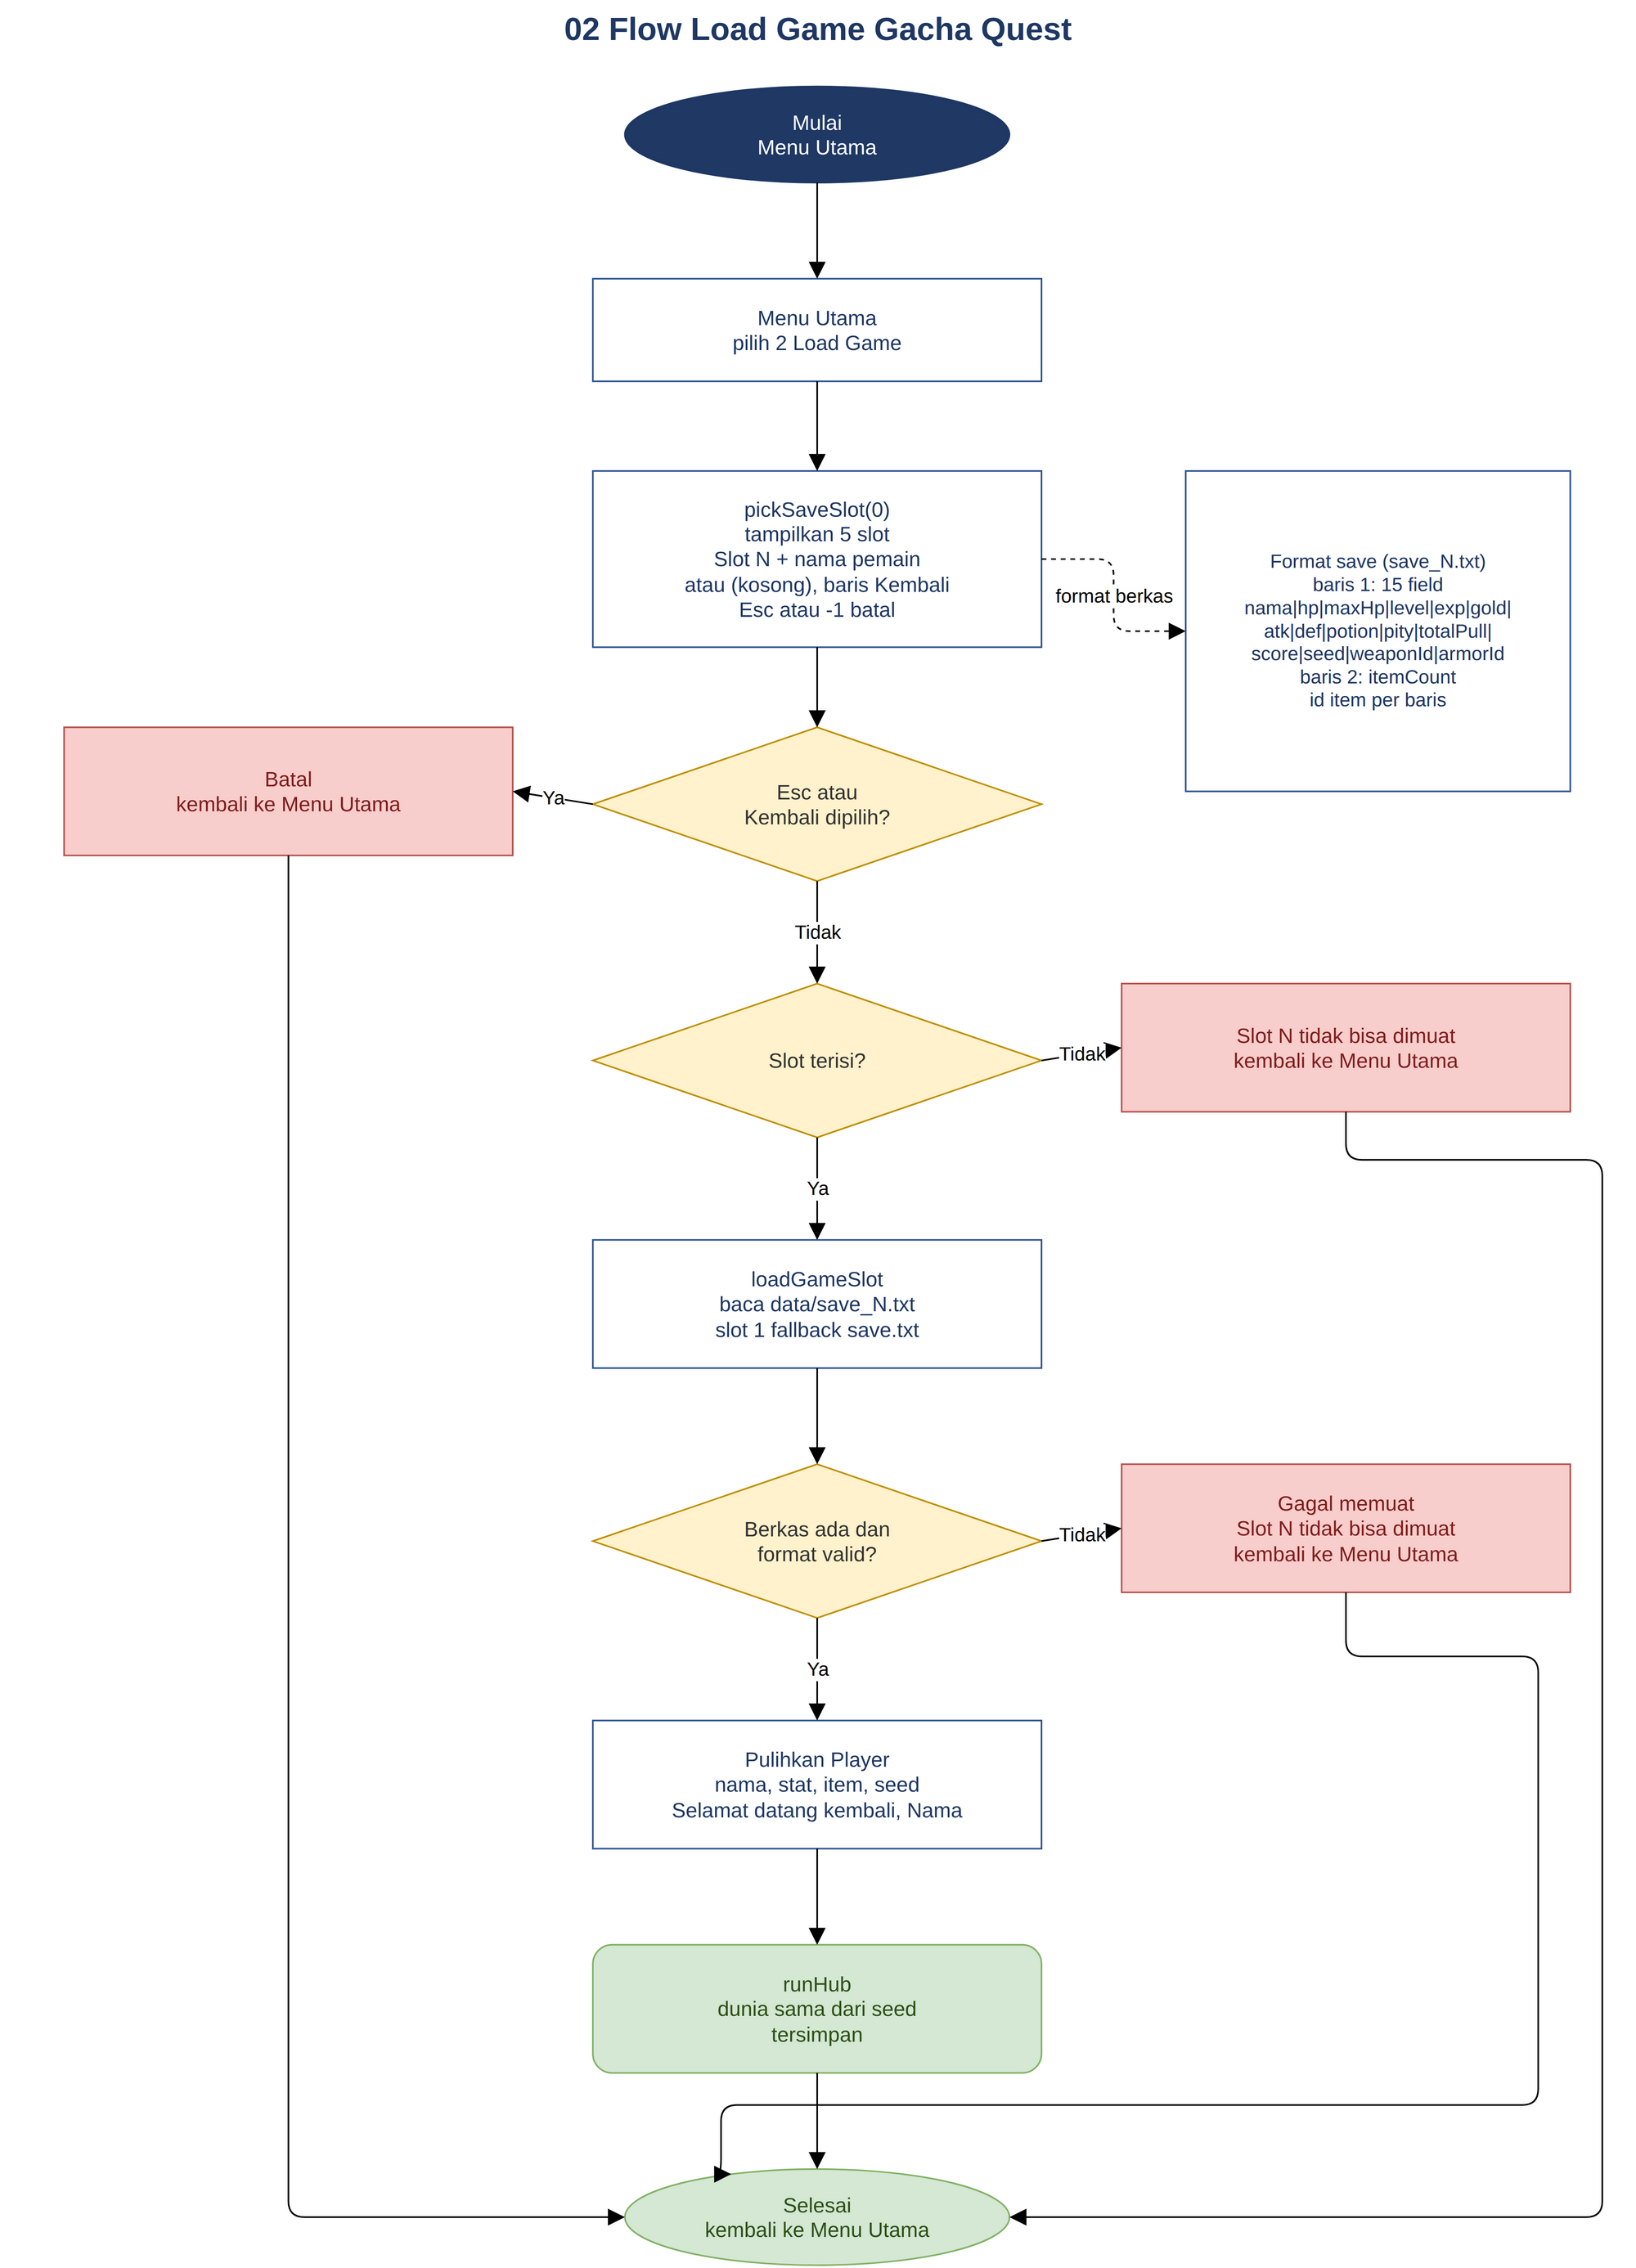 02 Flow Load Game Gacha Quest
Mulai
Menu Utama
Menu Utama
pilih 2 Load Game
pickSaveSlot(0)
tampilkan 5 slot
Slot N + nama pemain
atau (kosong), baris Kembali
Esc atau -1 batal
format berkas
Format save (save_N.txt)
baris 1: 15 field
nama|hp|maxHp|level|exp|gold|
atk|def|potion|pity|totalPull|
score|seed|weaponId|armorId
baris 2: itemCount
id item per baris
Batal
kembali ke Menu Utama
Ya
Esc atau
Kembali dipilih?
Tidak
Slot terisi?
Tidak
Slot N tidak bisa dimuat
kembali ke Menu Utama
Ya
loadGameSlot
baca data/save_N.txt
slot 1 fallback save.txt
Berkas ada dan
format valid?
Tidak
Gagal memuat
Slot N tidak bisa dimuat
kembali ke Menu Utama
Ya
Pulihkan Player
nama, stat, item, seed
Selamat datang kembali, Nama
runHub
dunia sama dari seed
tersimpan
Selesai
kembali ke Menu Utama